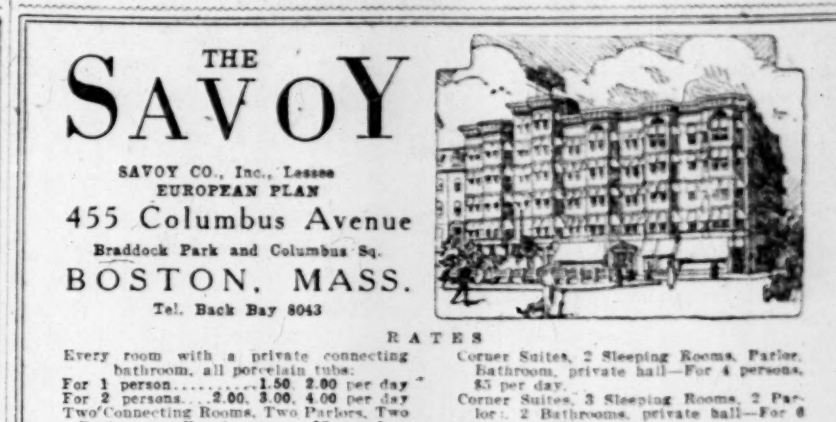 THE
SAVOY
SAVOY CO., Inc., Lessee
EUROPEAN PLAN
455 Columbus Avenue
Braddock Park and Columbus Sq.
BOSTON, MASS.
Tel. Back Bay 8043
RATES
Every room with a private connecting
bathroom, all porcelain tubs:
For 1 person..........1.50, 2.00 per day
For 2 persons....2.00, 3.00, 4.00 per day
Two Connecting Rooms, Two Parlors, Two
Corner Suites, 2 Sleeping Rooms, Parlor,
Bathroom, private hall—For 4 persons,
$5 per day.
Corner Suites, 3 Sleeping Rooms, 2 Par-
lors, 2 Bathrooms, private hall—For 6